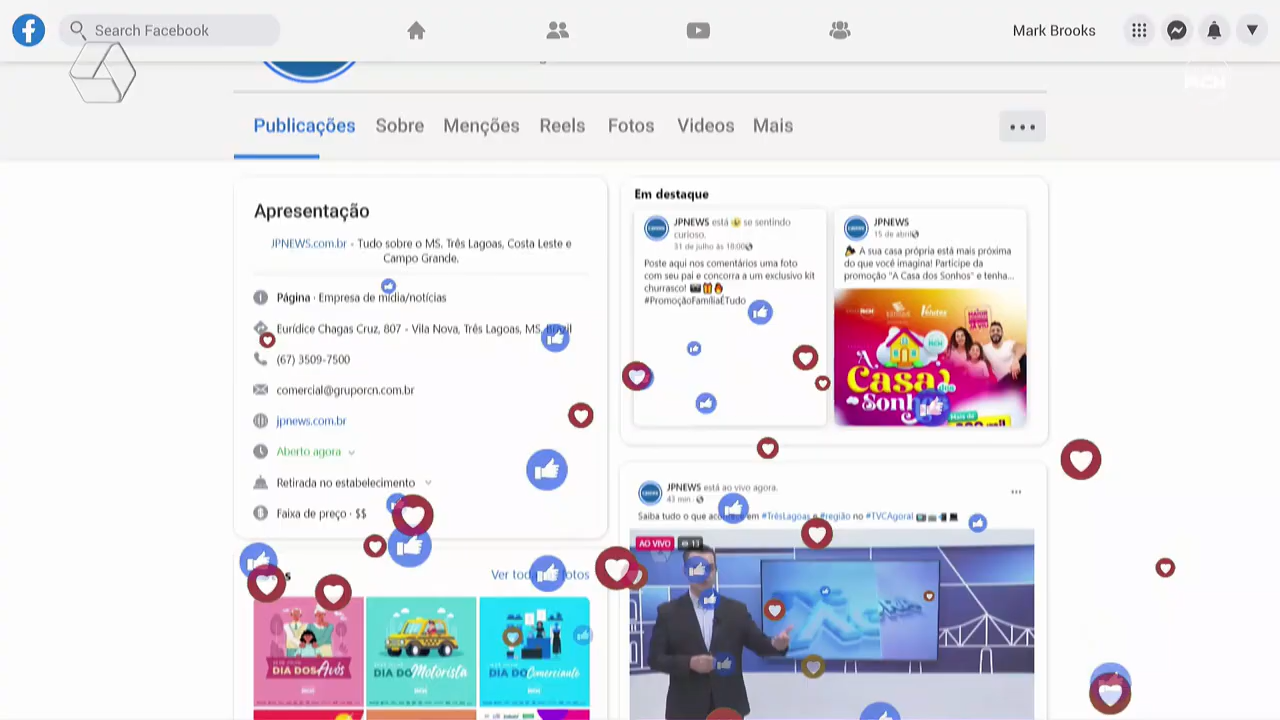 Search Facebook
Mark Brooks
RCN
Publicações Sobre Menções Reels Fotos Videos Mais
Apresentação
JPNEWS.com.br - Tudo sobre o MS. Três Lagoas, Costa Leste e
Campo Grande.
Página · Empresa de mídia/notícias
Eurídice Chagas Cruz, 807 - Vila Nova, Três Lagoas, MS, Brazil
(67) 3509-7500
comercial@gruporcn.com.br
jpnews.com.br
Aberto agora
Retirada no estabelecimento
Faixa de preço · $$
Ver fotos
DIA DOS Avós
DIA DO Motorista
DIA DO Comerciante
Em destaque
JPNEWS está 🤨 se sentindo
curioso.
31 de julho às 18:00
Poste aqui nos comentários uma foto
com seu pai e concorra a um exclusivo kit
churrasco! 📷🎁🔥
#PromoçãoFamíliaÉTudo
JPNEWS
15 de abril
A sua casa própria está mais próxima
do que você imagina! Participe da
promoção "A Casa dos Sonhos" e tenha...
A
Casa dos
Sonhos
JPNEWS está ao vivo agora.
43 min ·
Saiba tudo o que acontece em #TrêsLagoas e #região no #TVCAgora!
AO VIVO 13